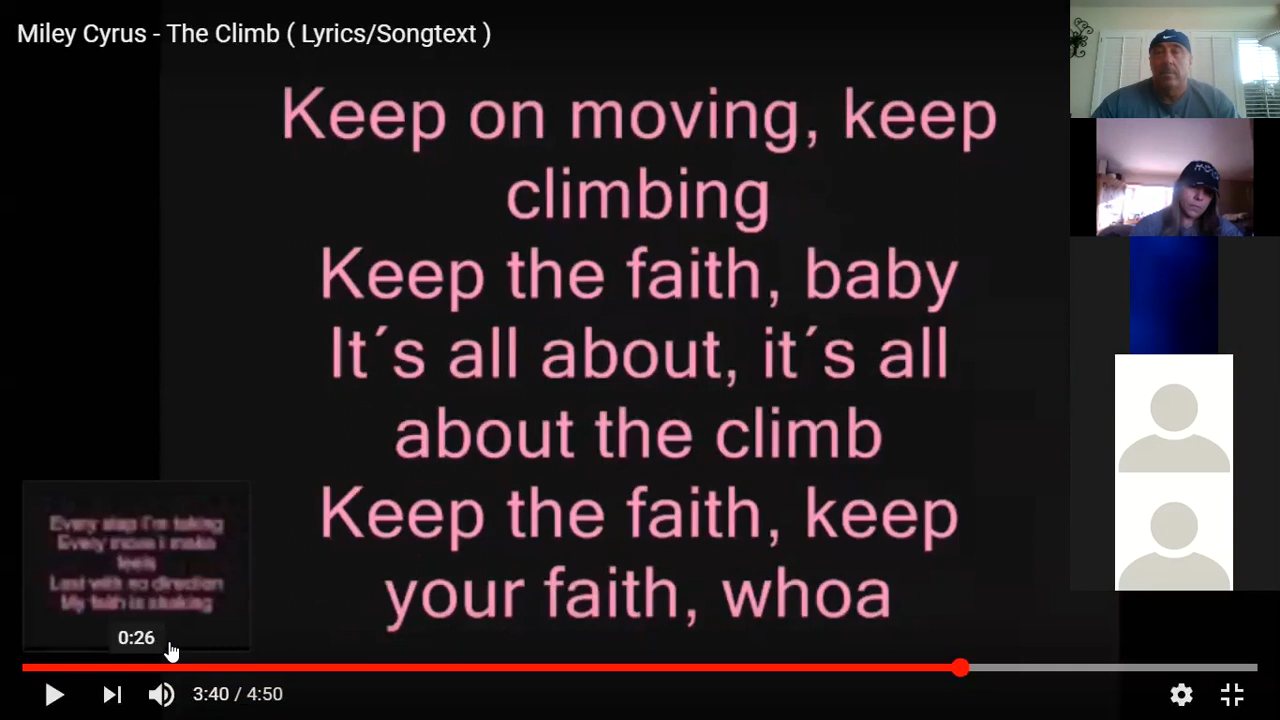 Miley Cyrus - The Climb ( Lyrics/Songtext )
Keep on moving, keep
climbing
Keep the faith, baby
It´s all about, it´s all
about the climb
Keep the faith, keep
your faith, whoa
Every step I'm taking
Every move I make
feels
Lost with no direction
My faith is shaking
0:26
3:40 / 4:50